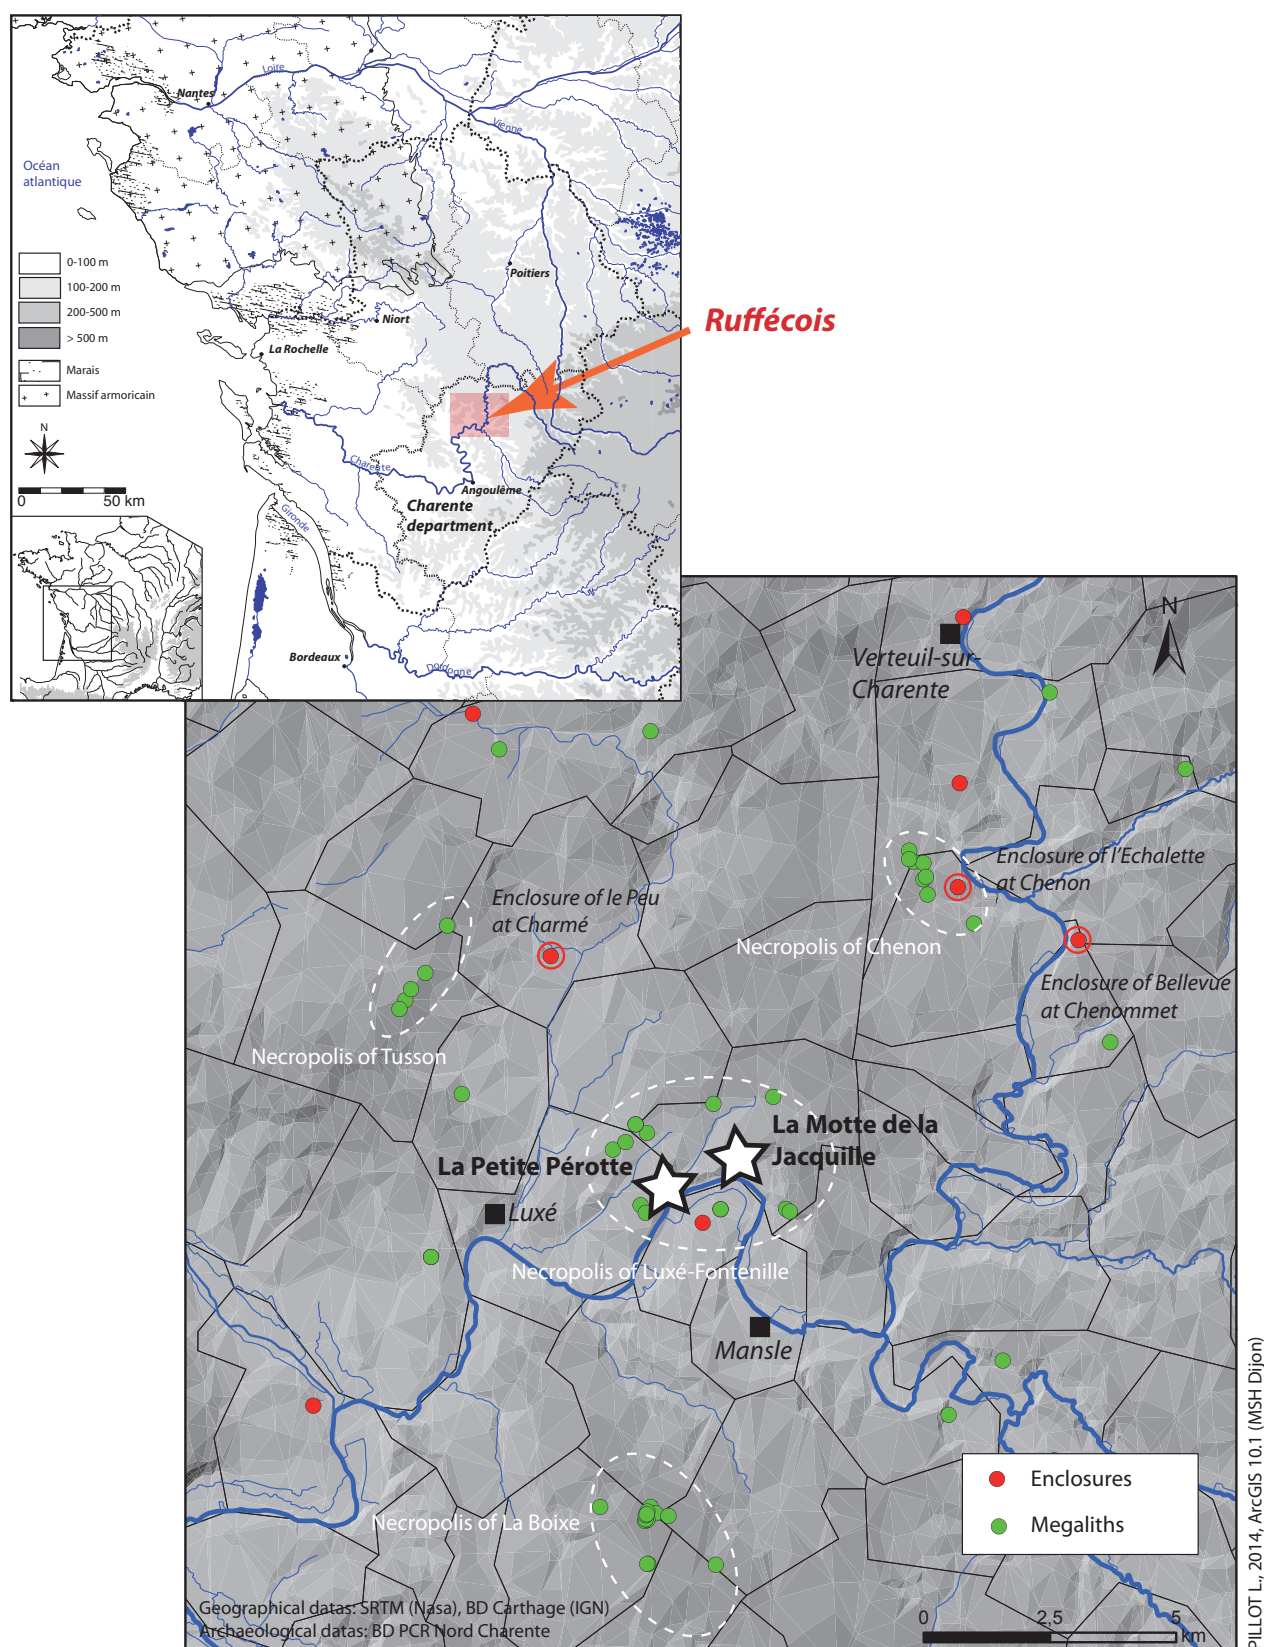 Loire
Nantes
Vienne
Océan
atlantique
0-100 m
100-200 m
200-500 m
> 500 m
Marais
Massif armoricain
Poitiers
Niort
La Rochelle
Ruffécois
N
0 50 km
Charente
Angoulême
Charente
department
Gironde
Bordeaux
Dordogne
N
Verteuil-sur-
Charente
Enclosure of l'Echalette
at Chenon
Enclosure of le Peu
at Charmé
Necropolis of Chenon
Enclosure of Bellevue
at Chenommet
Necropolis of Tusson
La Motte de la
Jacquille
La Petite Pérotte
Luxé
Necropolis of Luxé-Fontenille
Mansle
Enclosures
Megaliths
Necropolis of La Boixe
Geographical datas: SRTM (Nasa), BD Carthage (IGN)
Archaeological datas: BD PCR Nord Charente
0 2,5 5
km
PILLOT L., 2014, ArcGIS 10.1 (MSH Dijon)